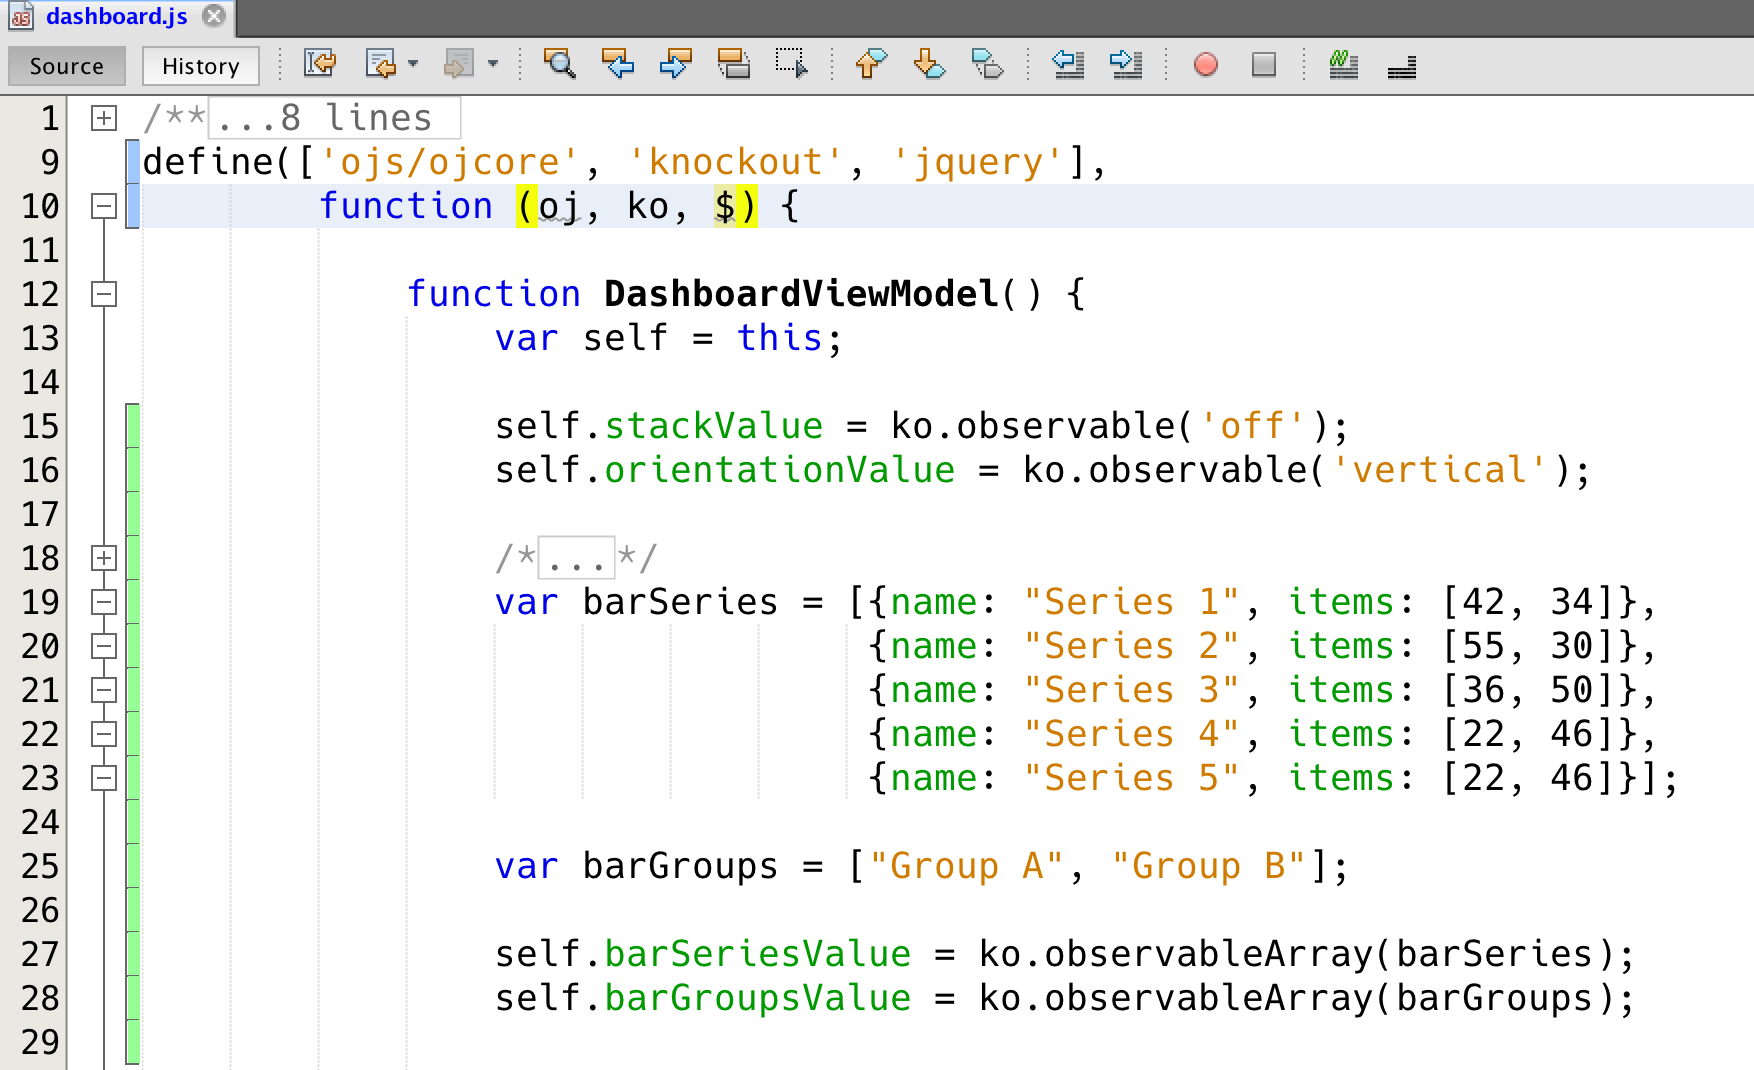 dashboard.js
Source History
1 /**...8 lines
9 define(['ojs/ojcore', 'knockout', 'jquery'],
10 function (oj, ko, $) {
11
12 function DashboardViewModel() {
13 var self = this;
14
15 self.stackValue = ko.observable('off');
16 self.orientationValue = ko.observable('vertical');
17
18 /*...*/
19 var barSeries = [{name: "Series 1", items: [42, 34]},
20 {name: "Series 2", items: [55, 30]},
21 {name: "Series 3", items: [36, 50]},
22 {name: "Series 4", items: [22, 46]},
23 {name: "Series 5", items: [22, 46]}];
24
25 var barGroups = ["Group A", "Group B"];
26
27 self.barSeriesValue = ko.observableArray(barSeries);
28 self.barGroupsValue = ko.observableArray(barGroups);
29